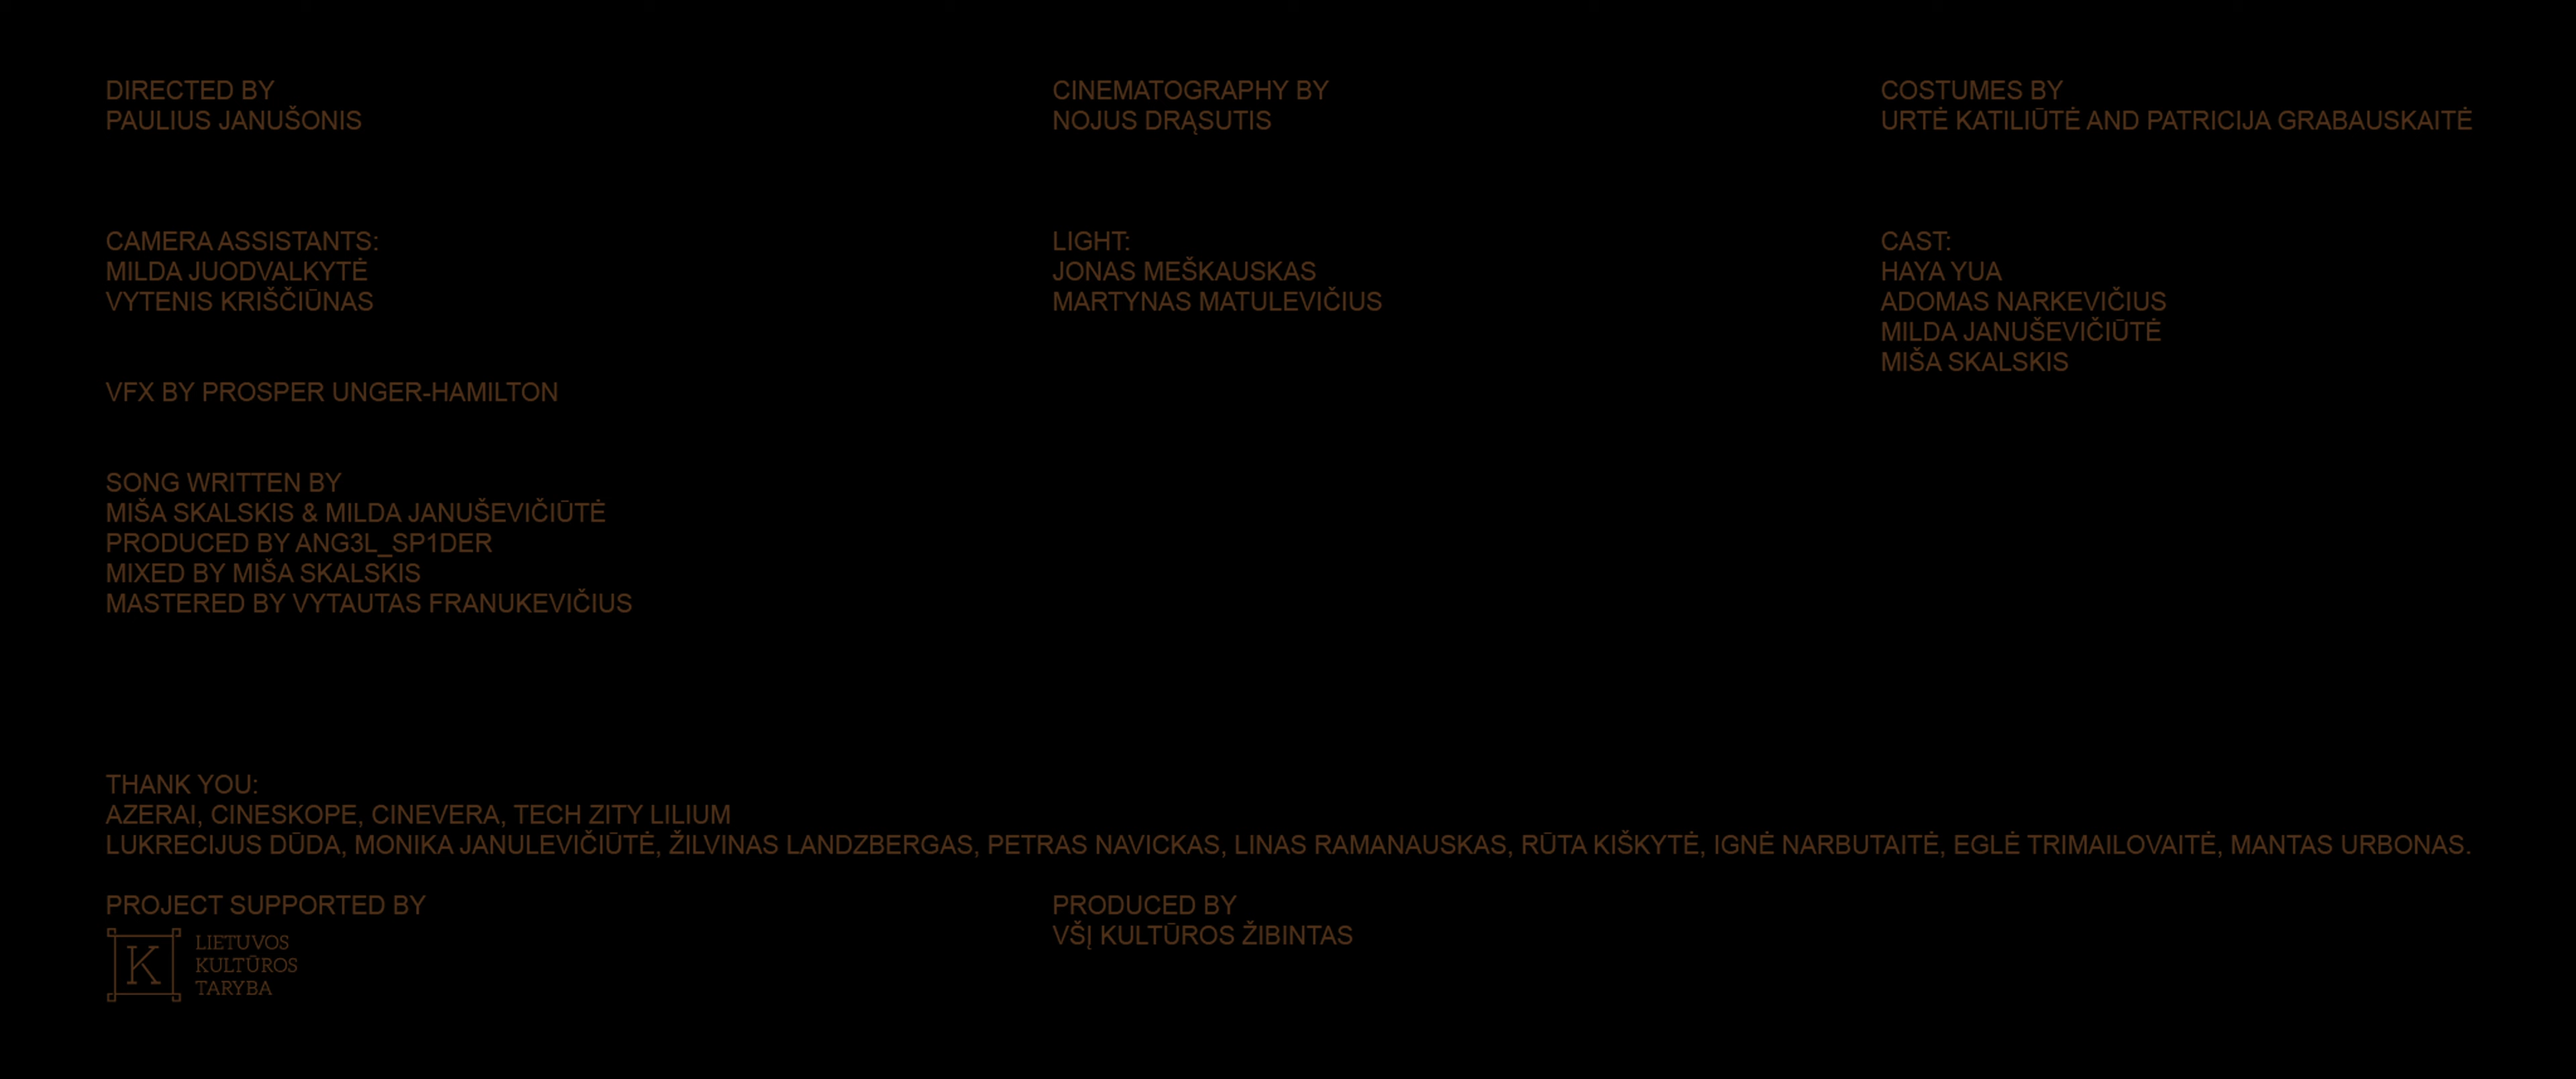 DIRECTED BY
PAULIUS JANUŠONIS
CINEMATOGRAPHY BY
NOJUS DRĄSUTIS
COSTUMES BY
URTĖ KATILIŪTĖ AND PATRICIJA GRABAUSKAITĖ
CAMERA ASSISTANTS:
MILDA JUODVALKYTĖ
VYTENIS KRIŠČIŪNAS
LIGHT:
JONAS MEŠKAUSKAS
MARTYNAS MATULEVIČIUS
CAST:
HAYA YUA
ADOMAS NARKEVIČIUS
MILDA JANUŠEVIČIŪTĖ
MIŠA SKALSKIS
VFX BY PROSPER UNGER-HAMILTON
SONG WRITTEN BY
MIŠA SKALSKIS & MILDA JANUŠEVIČIŪTĖ
PRODUCED BY ANG3L_SP1DER
MIXED BY MIŠA SKALSKIS
MASTERED BY VYTAUTAS FRANUKEVIČIUS
THANK YOU:
AZERAI, CINESKOPE, CINEVERA, TECH ZITY LILIUM
LUKRECIJUS DŪDA, MONIKA JANULEVIČIŪTĖ, ŽILVINAS LANDZBERGAS, PETRAS NAVICKAS, LINAS RAMANAUSKAS, RŪTA KIŠKYTĖ, IGNĖ NARBUTAITĖ, EGLĖ TRIMAILOVAITĖ, MANTAS URBONAS.
PROJECT SUPPORTED BY
K
LIETUVOS
KULTŪROS
TARYBA
PRODUCED BY
VŠĮ KULTŪROS ŽIBINTAS